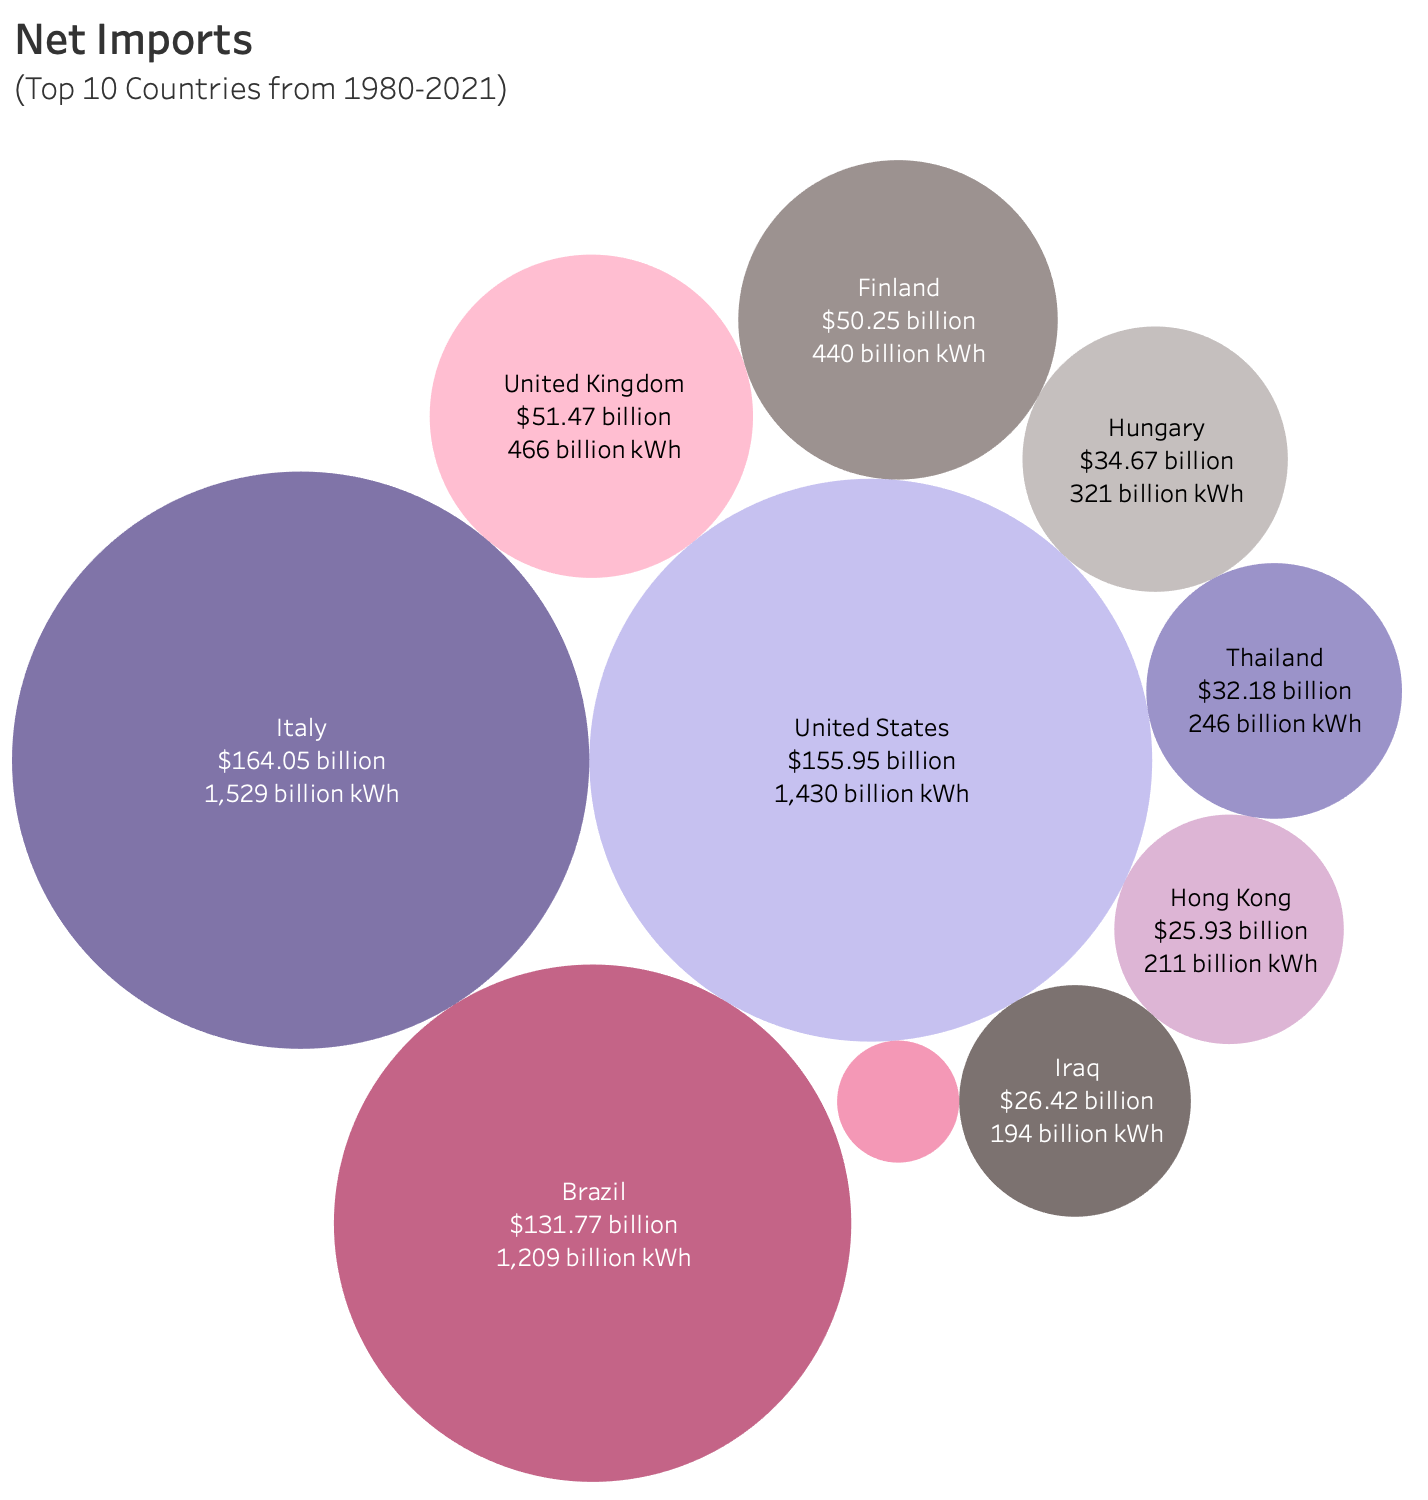 Net Imports
(Top 10 Countries from 1980-2021)
Finland
$50.25 billion
440 billion kWh
United Kingdom
$51.47 billion
466 billion kWh
Hungary
$34.67 billion
321 billion kWh
Thailand
$32.18 billion
246 billion kWh
Italy
$164.05 billion
1,529 billion kWh
United States
$155.95 billion
1,430 billion kWh
Hong Kong
$25.93 billion
211 billion kWh
Iraq
$26.42 billion
194 billion kWh
Brazil
$131.77 billion
1,209 billion kWh